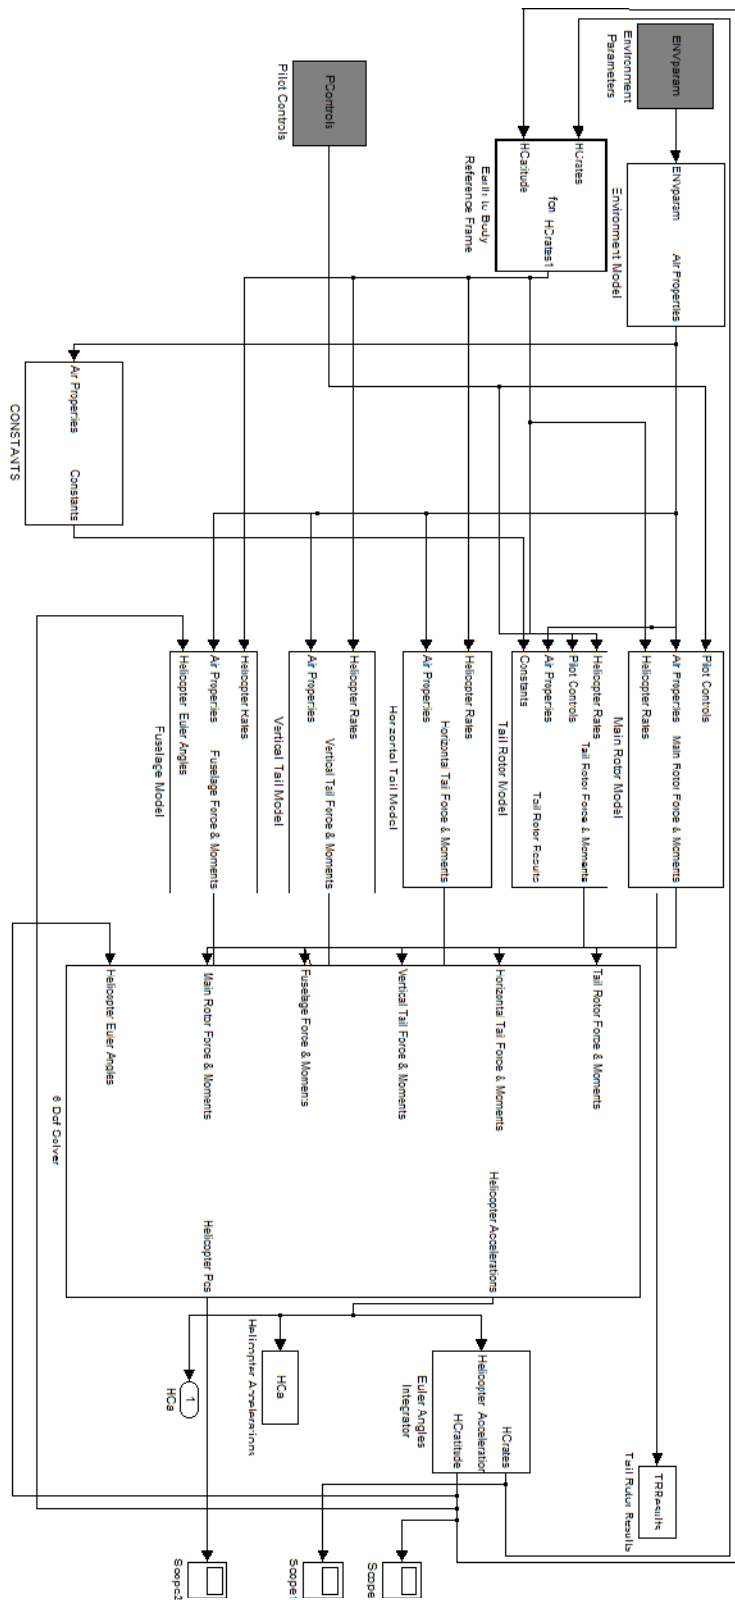 ENVparam
Environment
Parameters
ENVparam
Air Properties
Environment Model
HCrates
HCatitude
for HCrates1
Earth to Body
Reference Frame
PControls
Pilot Controls
Air Properties
Constants
CONSTANTS
Pilot Controls
Air Properties
Helicopter Rates
Main Rotor Force & Moments
Main Rotor Model
Helicopter Rates
Pilot Controls
Air Properties
Constants
Tail Rotor Force & Moments
Tail Rotor Results
Tail Rotor Model
Helicopter Rates
Air Properties
Horizontal Tail Force & Moments
Horizontal Tail Model
Helicopter Rates
Air Properties
Vertical Tail Force & Moments
Vertical Tail Model
Helicopter Rates
Air Properties
Helicopter Euler Angles
Fuselage Force & Moments
Fuselage Model
Tail Rotor Force & Moments
Horizontal Tail Force & Moments
Vertical Tail Force & Moments
Fuselage Force & Moments
Main Rotor Force & Moments
Helicopter Euler Angles
Helicopter Accelerations
Helicopter Pos
6 Dof Solver
TRResults
Tail Rotor Results
Helicopter Acceleration
HCrates
HCratitude
Euler Angles
Integrator
HCa
Helicopter Accelerations
1
HCa
Scope
Scope1
Scope2